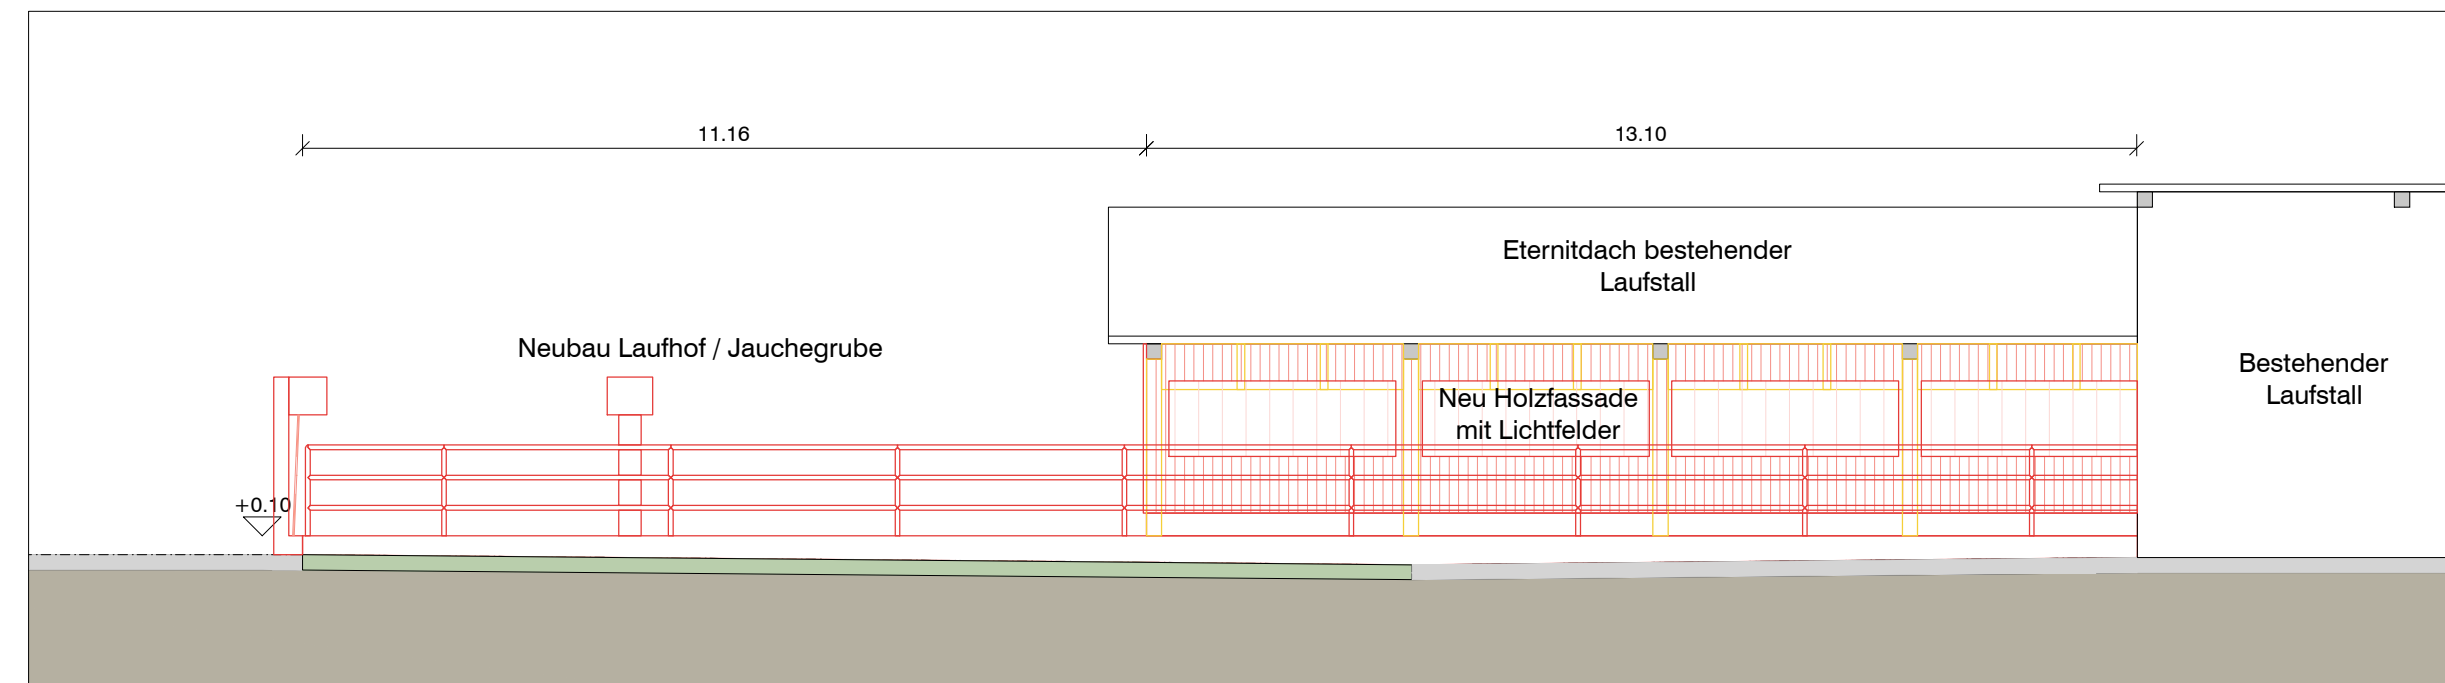 11.16
13.10
Eternitdach bestehender
Laufstall
Neubau Laufhof / Jauchegrube
Bestehender
Laufstall
Neu Holzfassade
mit Lichtfelder
+0.10